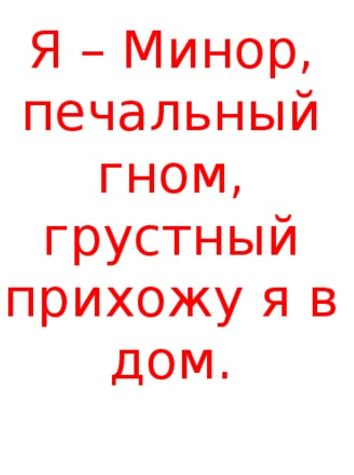 Я – Минор,
печальный
гном,
грустный
прихожу я в
дом.